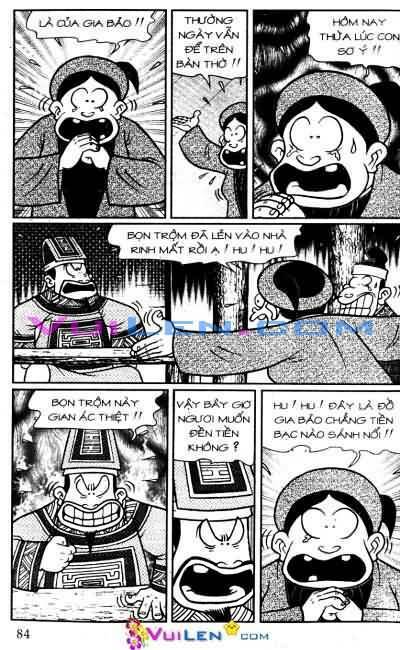 LÀ CỦA GIA BẢO !!
THƯỜNG
NGÀY VẪN
ĐỂ TRÊN
BÀN THỜ !!
HÔM NAY
THỪA LÚC CON
SƠ Ý !
BỌN TRỘM ĐÃ LẺN VÀO NHÀ
RINH MẤT RỒI Ạ ! HU ! HU !
VUILEN.COM
BỌN TRỘM NÀY
GIAN ÁC THIỆT !!
VẬY BÂY GIỜ
NGƯƠI MUỐN
ĐỀN TIỀN
KHÔNG ?
HU ! HU ! ĐÂY LÀ ĐỒ
GIA BẢO CHẲNG TIỀN
BẠC NÀO SÁNH NỔI !!
84
VUILEN.COM